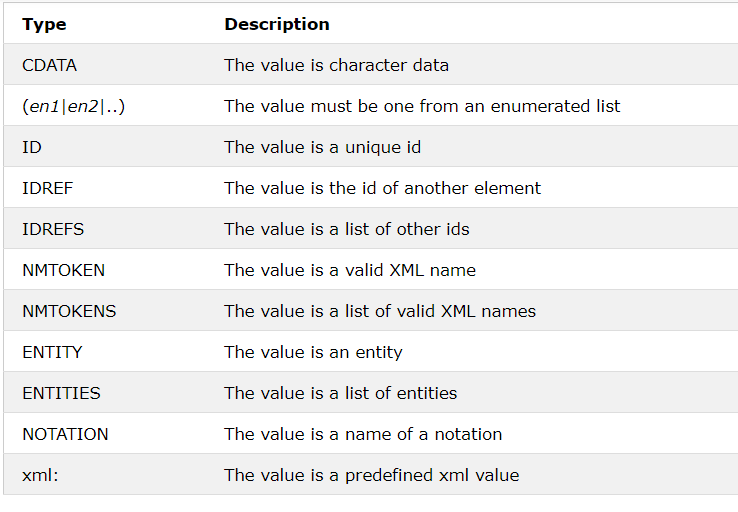 Type Description
CDATA The value is character data
(en1|en2|..) The value must be one from an enumerated list
ID The value is a unique id
IDREF The value is the id of another element
IDREFS The value is a list of other ids
NMTOKEN The value is a valid XML name
NMTOKENS The value is a list of valid XML names
ENTITY The value is an entity
ENTITIES The value is a list of entities
NOTATION The value is a name of a notation
xml: The value is a predefined xml value